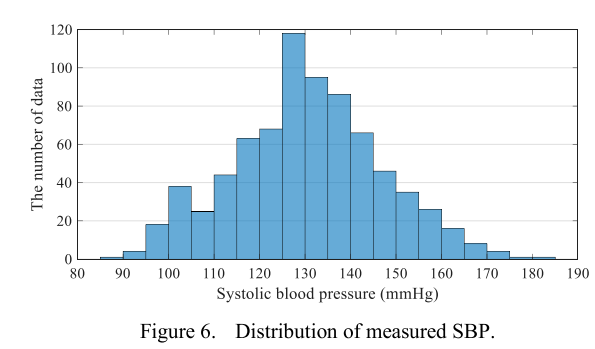 120
100
80
60
40
20
0
The number of data
80 90 100 110 120 130 140 150 160 170 180 190
Systolic blood pressure (mmHg)
Figure 6. Distribution of measured SBP.